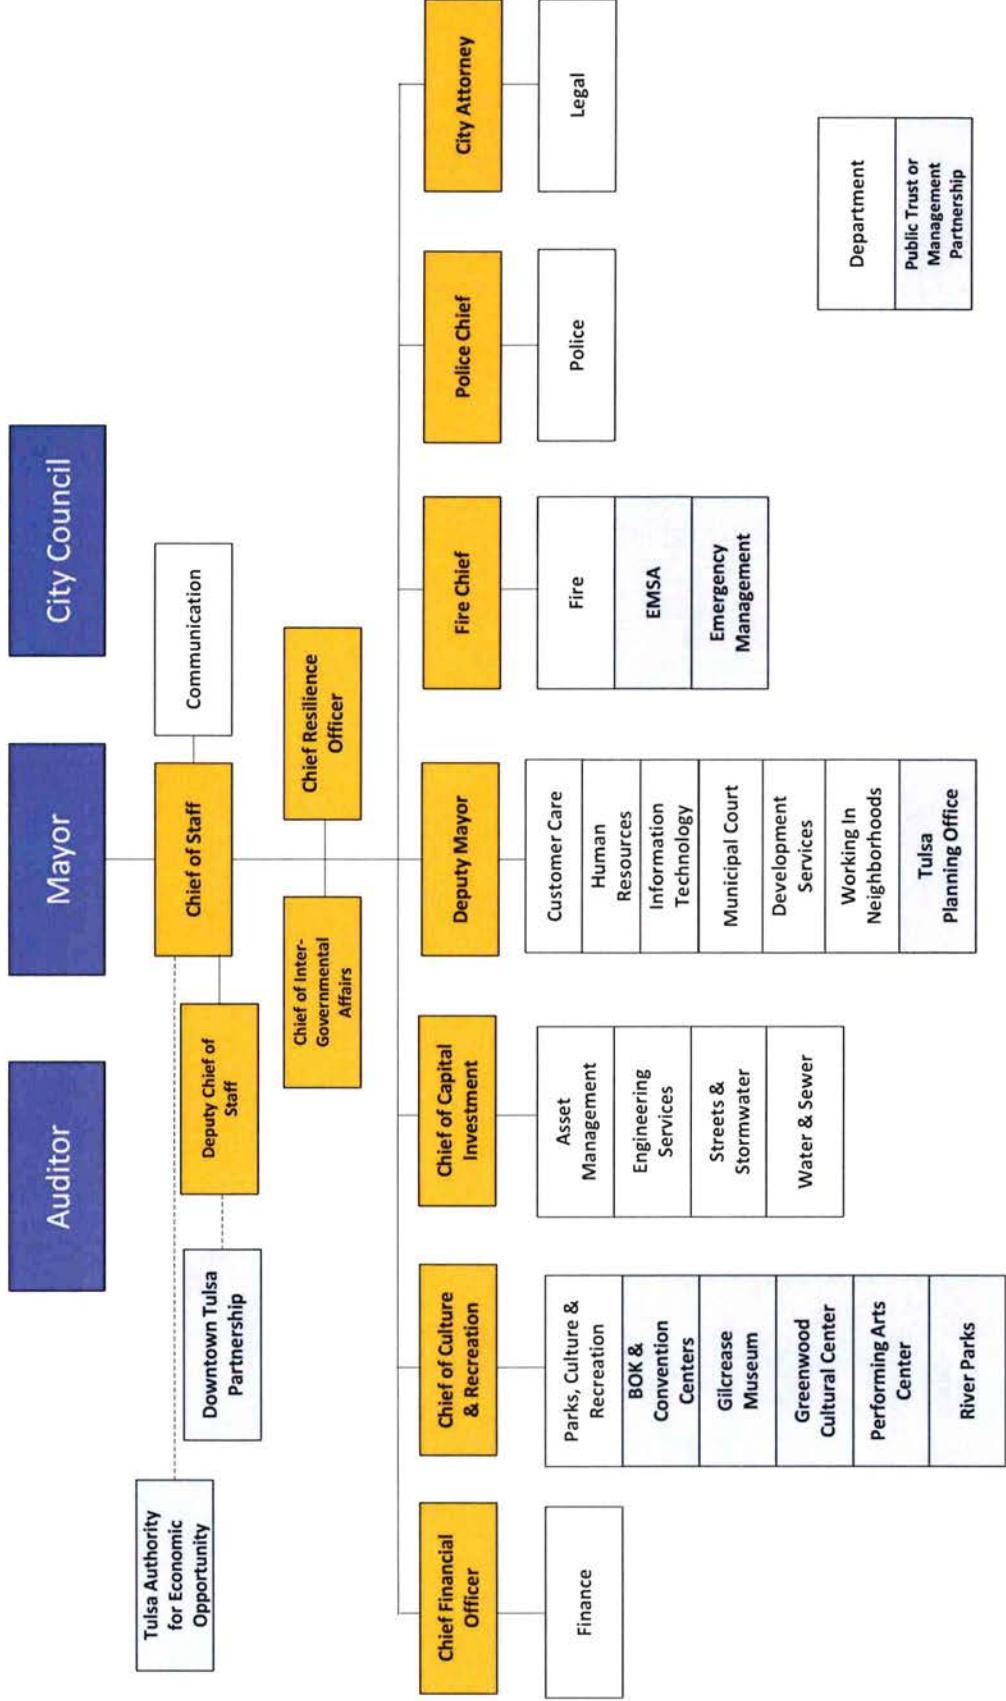 Auditor
Mayor
City Council
Tulsa Authority
for Economic
Opportunity
Downtown Tulsa
Partnership
Deputy Chief of
Staff
Chief of Staff
Communication
Chief of Inter-
Governmental
Affairs
Chief Resilience
Officer
Chief Financial
Officer
Finance
Chief of Culture
& Recreation
Parks, Culture &
Recreation
BOK &
Convention
Centers
Gilcrease
Museum
Greenwood
Cultural Center
Performing Arts
Center
River Parks
Chief of Capital
Investment
Asset
Management
Engineering
Services
Streets &
Stormwater
Water & Sewer
Deputy Mayor
Customer Care
Human
Resources
Information
Technology
Municipal Court
Development
Services
Working In
Neighborhoods
Tulsa
Planning Office
Fire Chief
Fire
EMSA
Emergency
Management
Police Chief
Police
City Attorney
Legal
Department
Public Trust or
Management
Partnership